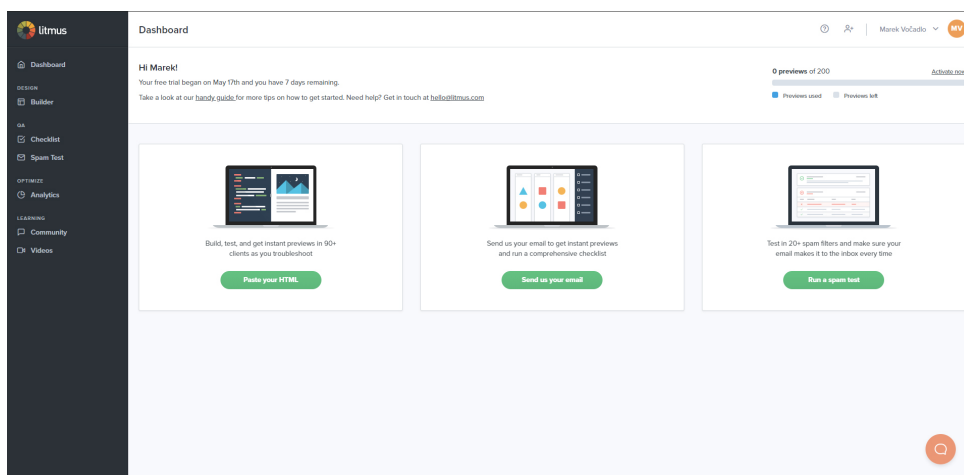 litmus
Dashboard
Marek Vočadlo
MV
Dashboard
DESIGN
Builder
QA
Checklist
Spam Test
OPTIMIZE
Analytics
LEARNING
Community
Videos
Hi Marek!
Your free trial began on May 17th and you have 7 days remaining.
Take a look at our handy guide for more tips on how to get started. Need help? Get in touch at hello@litmus.com
0 previews of 200
Activate now
Previews used
Previews left
Build, test, and get instant previews in 90+
clients as you troubleshoot
Paste your HTML
Send us your email to get instant previews
and run a comprehensive checklist
Send us your email
Test in 20+ spam filters and make sure your
email makes it to the inbox every time
Run a spam test